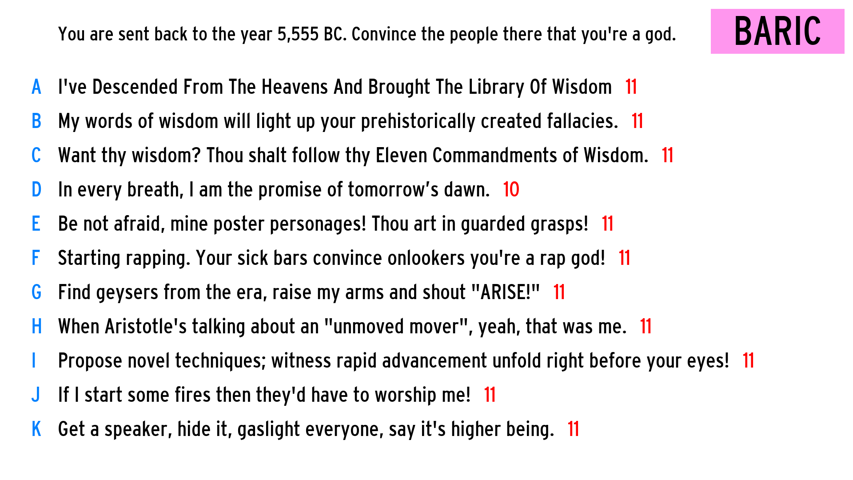 You are sent back to the year 5,555 BC. Convince the people there that you're a god.
BARIC
A I've Descended From The Heavens And Brought The Library Of Wisdom 11
B My words of wisdom will light up your prehistorically created fallacies. 11
C Want thy wisdom? Thou shalt follow thy Eleven Commandments of Wisdom. 11
D In every breath, I am the promise of tomorrow’s dawn. 10
E Be not afraid, mine poster personages! Thou art in guarded grasps! 11
F Starting rapping. Your sick bars convince onlookers you're a rap god! 11
G Find geysers from the era, raise my arms and shout "ARISE!" 11
H When Aristotle's talking about an "unmoved mover", yeah, that was me. 11
I Propose novel techniques; witness rapid advancement unfold right before your eyes! 11
J If I start some fires then they'd have to worship me! 11
K Get a speaker, hide it, gaslight everyone, say it's higher being. 11